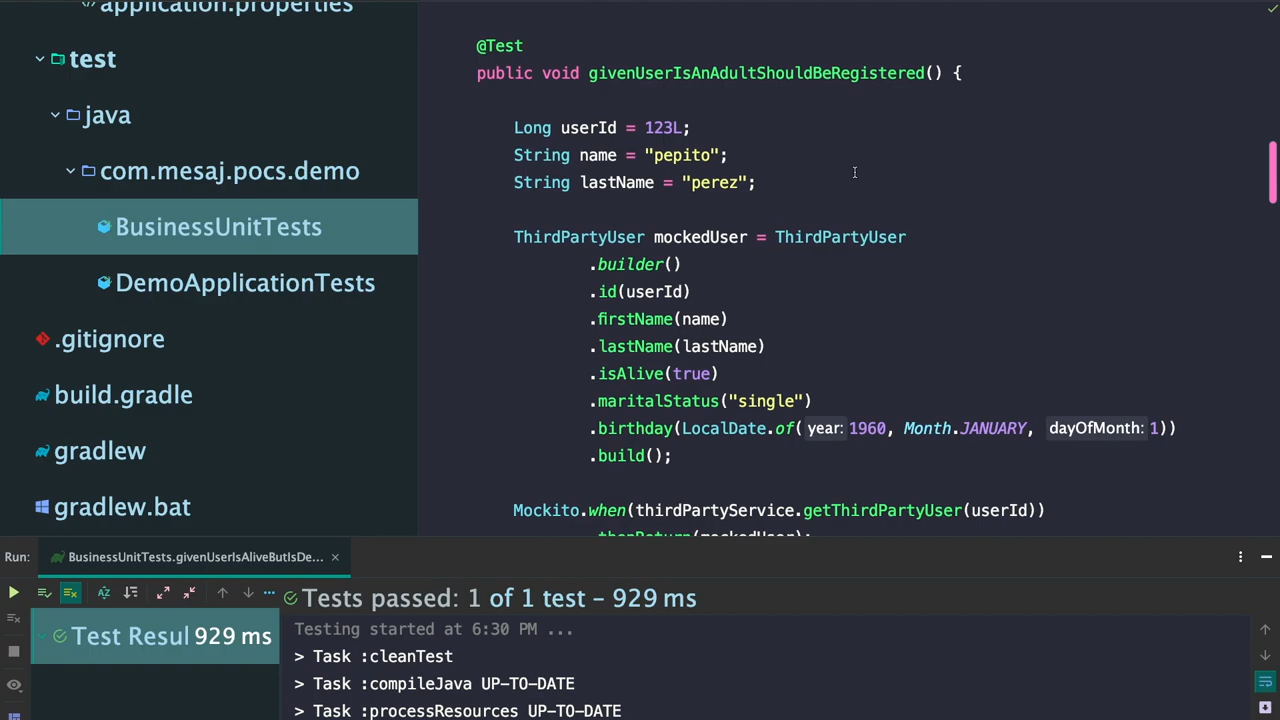 application.properties
test
java
com.mesaj.pocs.demo
BusinessUnitTests
DemoApplicationTests
.gitignore
build.gradle
gradlew
gradlew.bat
@Test
public void givenUserIsAnAdultShouldBeRegistered() {
Long userId = 123L;
String name = "pepito";
String lastName = "perez";
ThirdPartyUser mockedUser = ThirdPartyUser
.builder()
.id(userId)
.firstName(name)
.lastName(lastName)
.isAlive(true)
.maritalStatus("single")
.birthday(LocalDate.of( year: 1960, Month.JANUARY, dayOfMonth: 1))
.build();
Mockito.when(thirdPartyService.getThirdPartyUser(userId))
.thenReturn(mockedUser);
Run: BusinessUnitTests.givenUserIsAliveButIsDe... ×
Tests passed: 1 of 1 test – 929 ms
Test Resul 929 ms
Testing started at 6:30 PM ...
> Task :cleanTest
> Task :compileJava UP-TO-DATE
> Task :processResources UP-TO-DATE